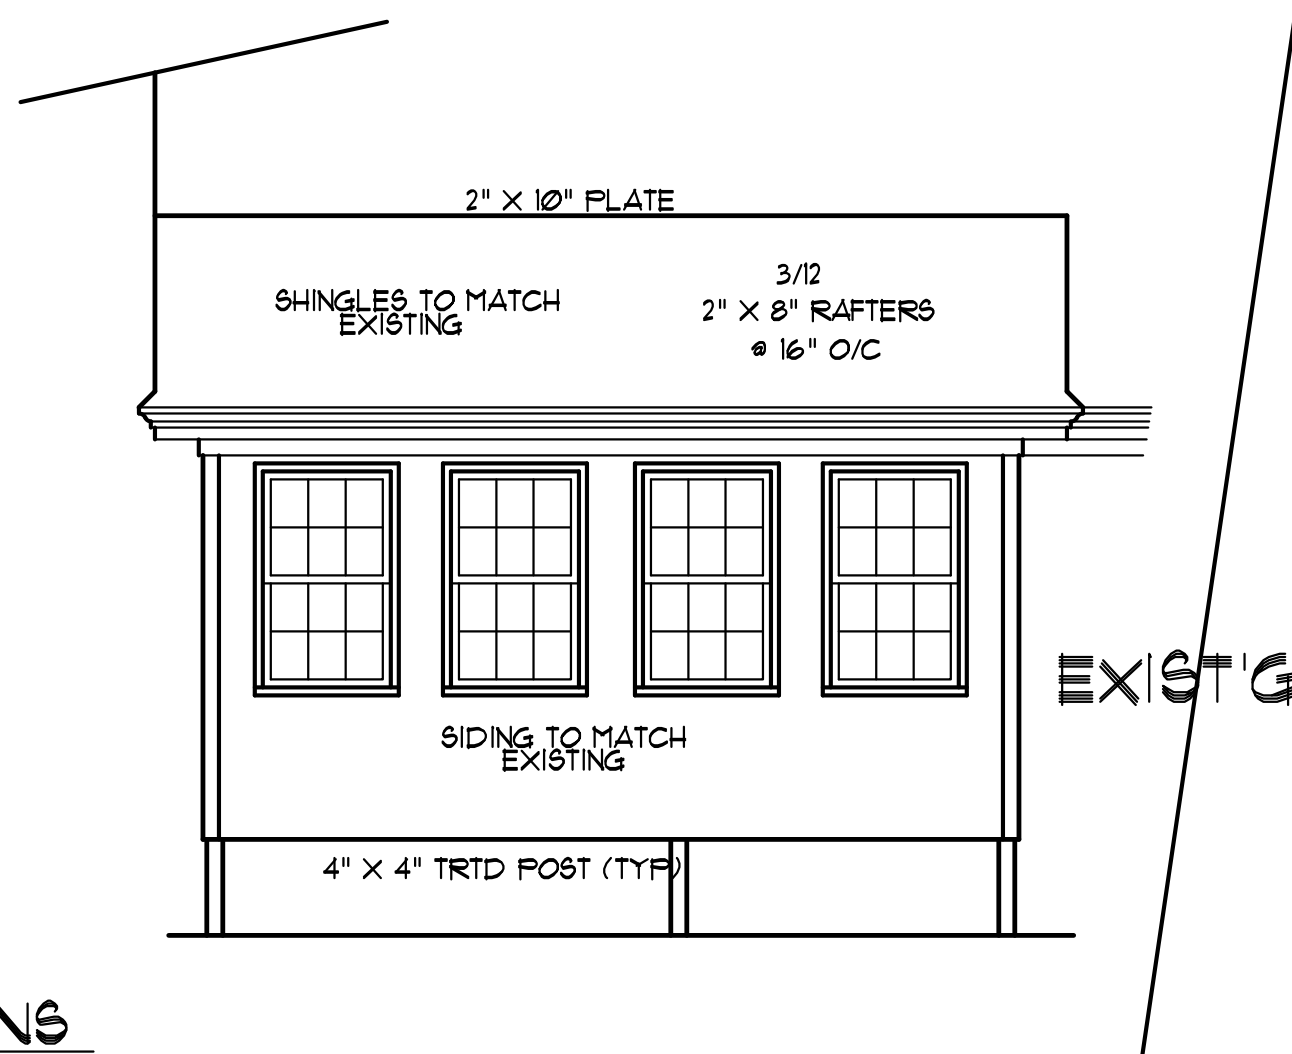 2" X 10" PLATE
SHINGLES TO MATCH
EXISTING
3/12
2" X 8" RAFTERS
@ 16" O/C
SIDING TO MATCH
EXISTING
EXIST'G
4" X 4" TRTD POST (TYP)
NS